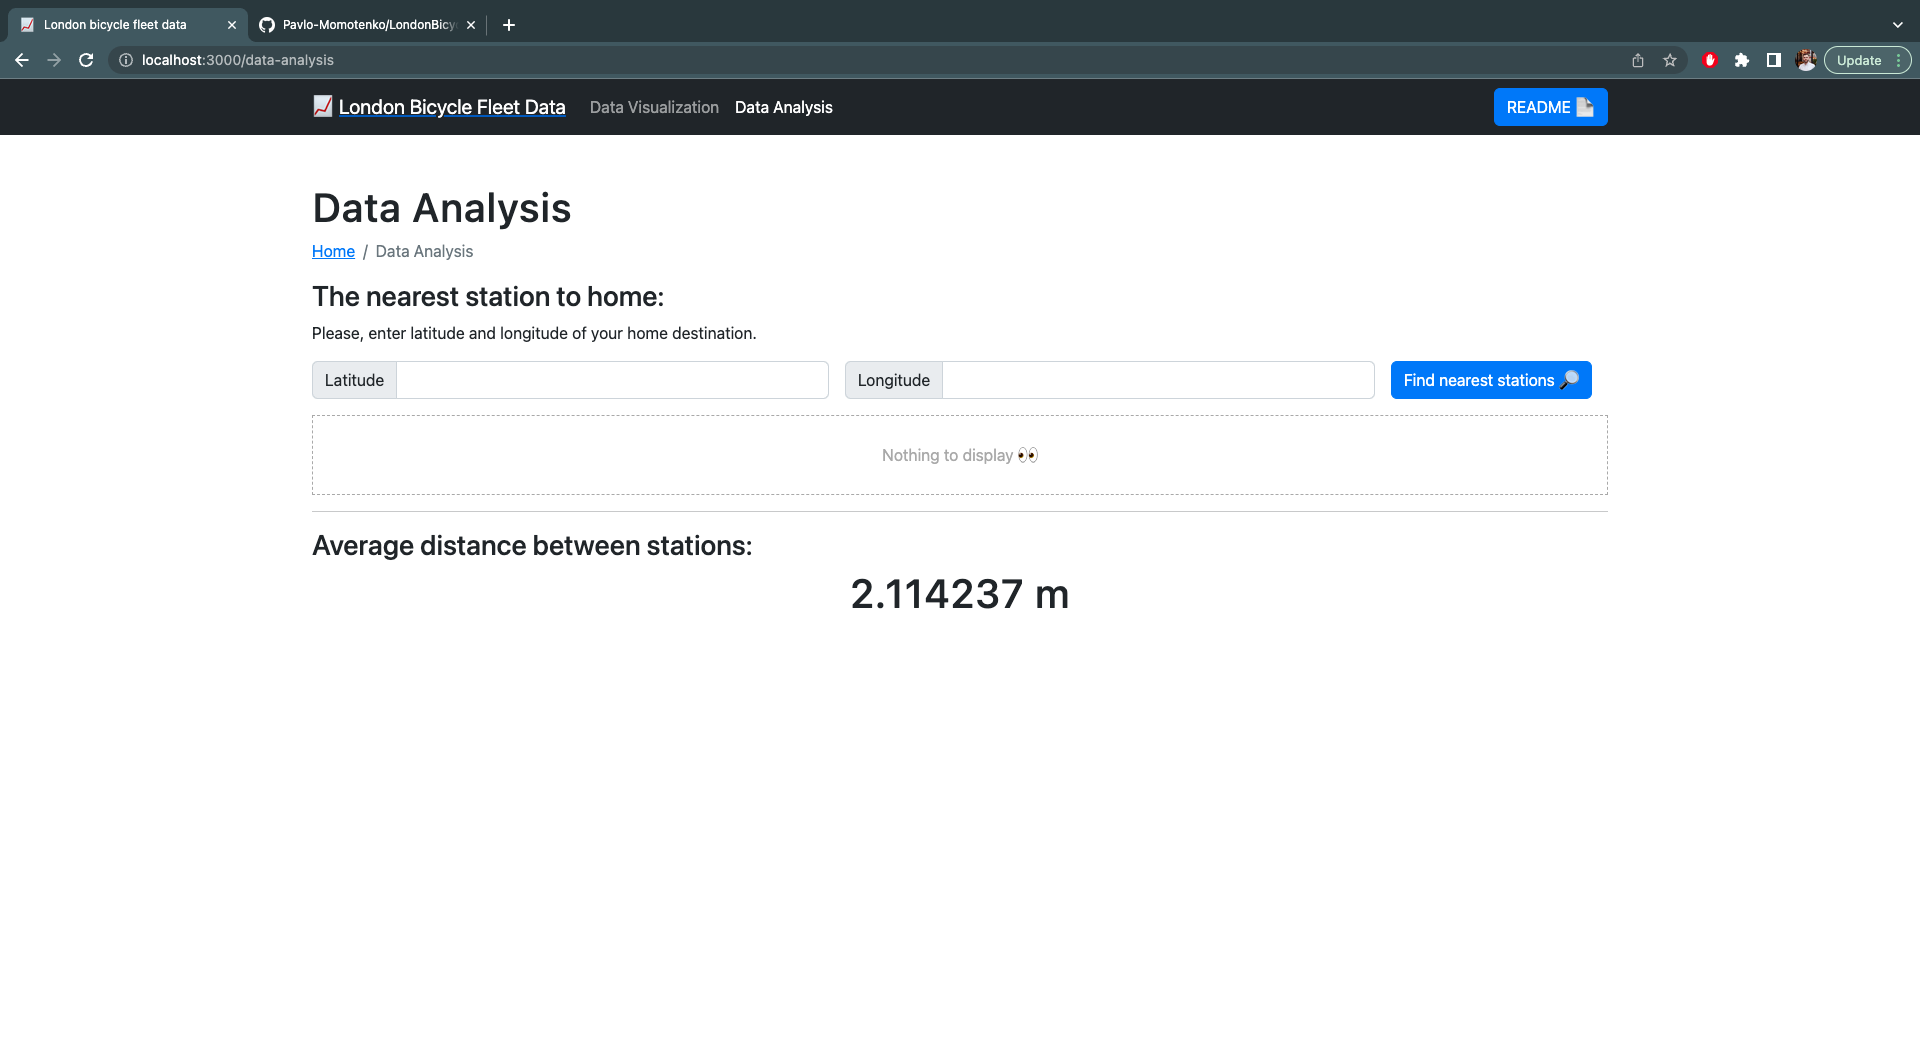 London bicycle fleet data
Pavlo-Momotenko/LondonBicy
localhost:3000/data-analysis
Update
London Bicycle Fleet Data
Data Visualization
Data Analysis
README
Data Analysis
Home / Data Analysis
The nearest station to home:
Please, enter latitude and longitude of your home destination.
Latitude
Longitude
Find nearest stations
Nothing to display
Average distance between stations:
2.114237 m